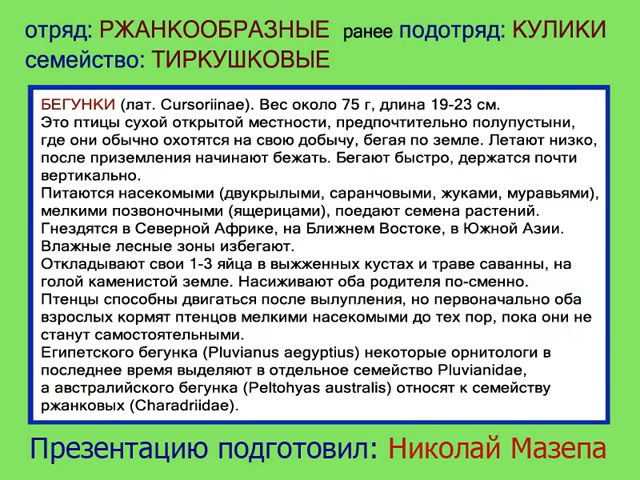 отряд: РЖАНКООБРАЗНЫЕ ранее подотряд: КУЛИКИ
семейство: ТИРКУШКОВЫЕ
БЕГУНКИ (лат. Cursoriinae). Вес около 75 г, длина 19-23 см.
Это птицы сухой открытой местности, предпочтительно полупустыни,
где они обычно охотятся на свою добычу, бегая по земле. Летают низко,
после приземления начинают бежать. Бегают быстро, держатся почти
вертикально.
Питаются насекомыми (двукрылыми, саранчовыми, жуками, муравьями),
мелкими позвоночными (ящерицами), поедают семена растений.
Гнездятся в Северной Африке, на Ближнем Востоке, в Южной Азии.
Влажные лесные зоны избегают.
Откладывают свои 1-3 яйца в выжженных кустах и траве саванны, на
голой каменистой земле. Насиживают оба родителя по-сменно.
Птенцы способны двигаться после вылупления, но первоначально оба
взрослых кормят птенцов мелкими насекомыми до тех пор, пока они не
станут самостоятельными.
Египетского бегунка (Pluvianus aegyptius) некоторые орнитологи в
последнее время выделяют в отдельное семейство Pluvianidae,
а австралийского бегунка (Peltohyas australis) относят к семейству
ржанковых (Charadriidae).
Презентацию подготовил: Николай Мазепа